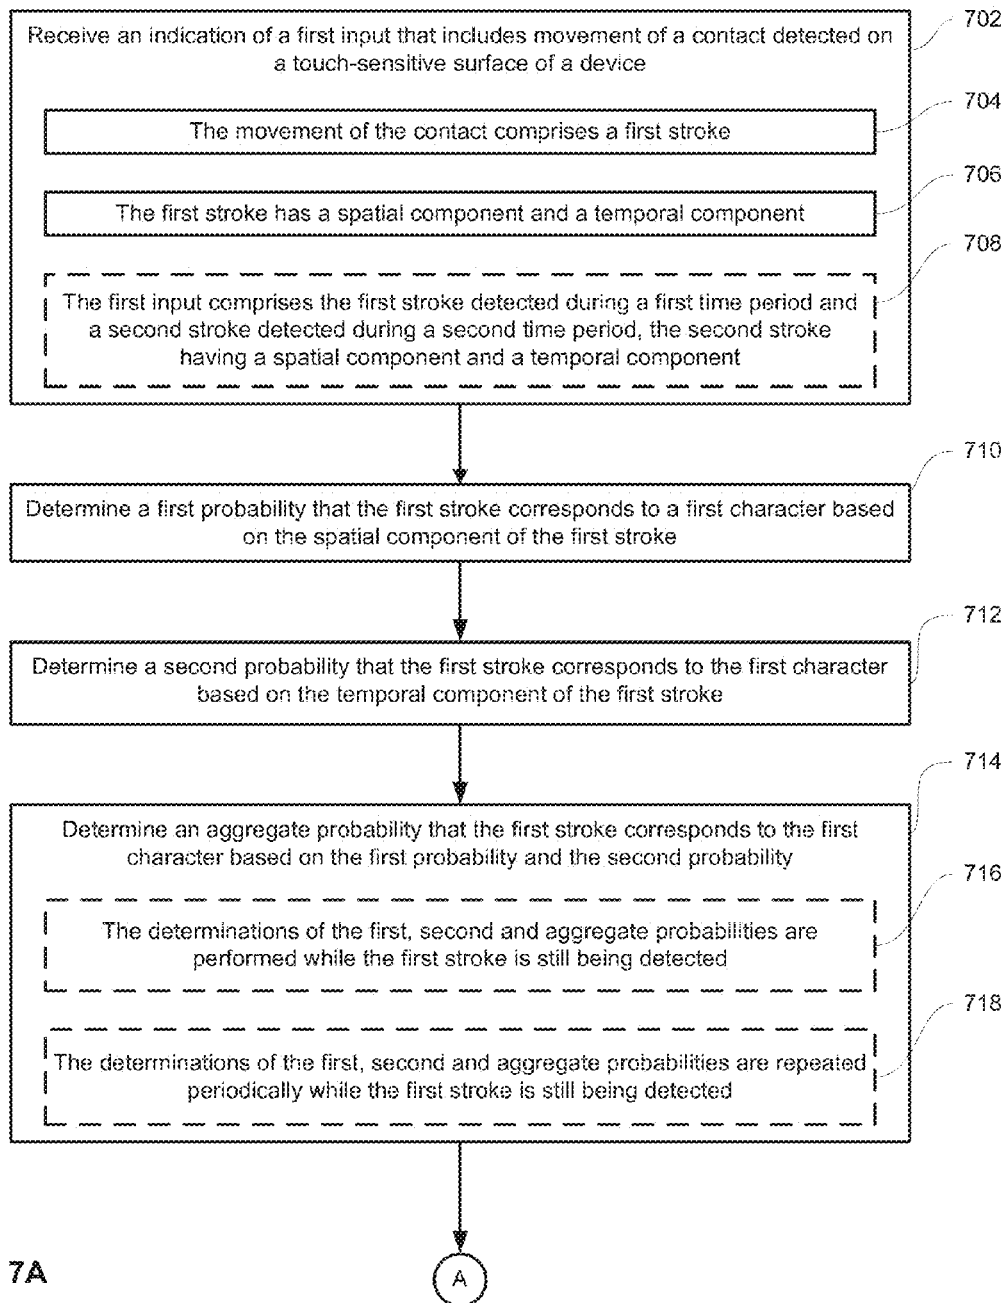 702
Receive an indication of a first input that includes movement of a contact detected on
a touch-sensitive surface of a device
704
The movement of the contact comprises a first stroke
706
The first stroke has a spatial component and a temporal component
708
The first input comprises the first stroke detected during a first time period and
a second stroke detected during a second time period, the second stroke
having a spatial component and a temporal component
710
Determine a first probability that the first stroke corresponds to a first character based
on the spatial component of the first stroke
712
Determine a second probability that the first stroke corresponds to the first character
based on the temporal component of the first stroke
714
Determine an aggregate probability that the first stroke corresponds to the first
character based on the first probability and the second probability
716
The determinations of the first, second and aggregate probabilities are
performed while the first stroke is still being detected
718
The determinations of the first, second and aggregate probabilities are repeated
periodically while the first stroke is still being detected
7A
A